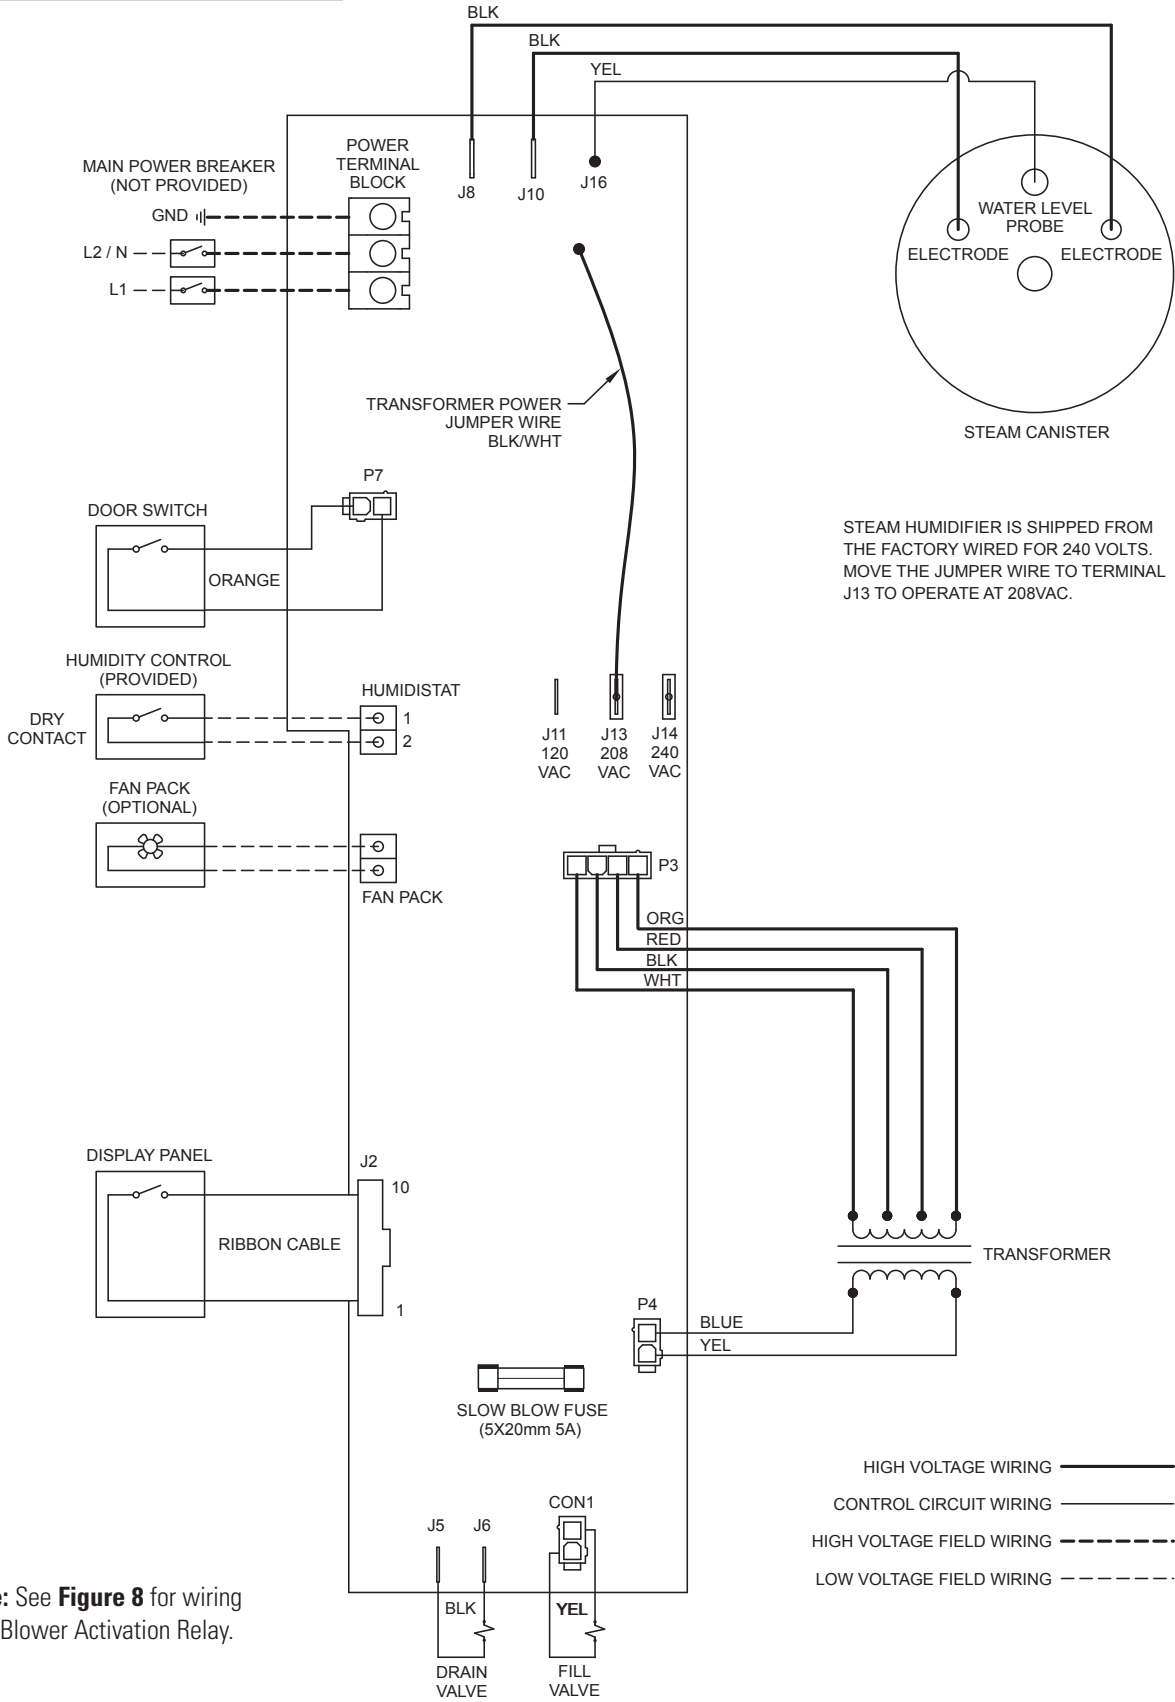 BLK
BLK
YEL
POWER
TERMINAL
BLOCK
J8
J10
J16
MAIN POWER BREAKER
(NOT PROVIDED)
GND
L2 / N
L1
WATER LEVEL
PROBE
ELECTRODE
ELECTRODE
STEAM CANISTER
TRANSFORMER POWER
JUMPER WIRE
BLK/WHT
P7
DOOR SWITCH
ORANGE
STEAM HUMIDIFIER IS SHIPPED FROM
THE FACTORY WIRED FOR 240 VOLTS.
MOVE THE JUMPER WIRE TO TERMINAL
J13 TO OPERATE AT 208VAC.
HUMIDITY CONTROL
(PROVIDED)
DRY
CONTACT
HUMIDISTAT
1
2
J11
120
VAC
J13
208
VAC
J14
240
VAC
FAN PACK
(OPTIONAL)
FAN PACK
P3
ORG
RED
BLK
WHT
DISPLAY PANEL
J2
10
RIBBON CABLE
1
TRANSFORMER
P4
BLUE
YEL
SLOW BLOW FUSE
(5X20mm 5A)
HIGH VOLTAGE WIRING
CONTROL CIRCUIT WIRING
HIGH VOLTAGE FIELD WIRING
LOW VOLTAGE FIELD WIRING
J5
J6
CON1
BLK
YEL
DRAIN
VALVE
FILL
VALVE
e: See Figure 8 for wiring
Blower Activation Relay.